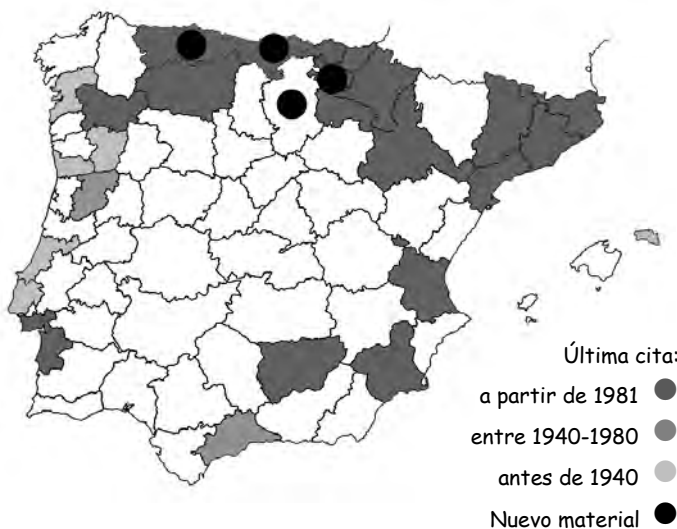 Última cita:
a partir de 1981
entre 1940-1980
antes de 1940
Nuevo material